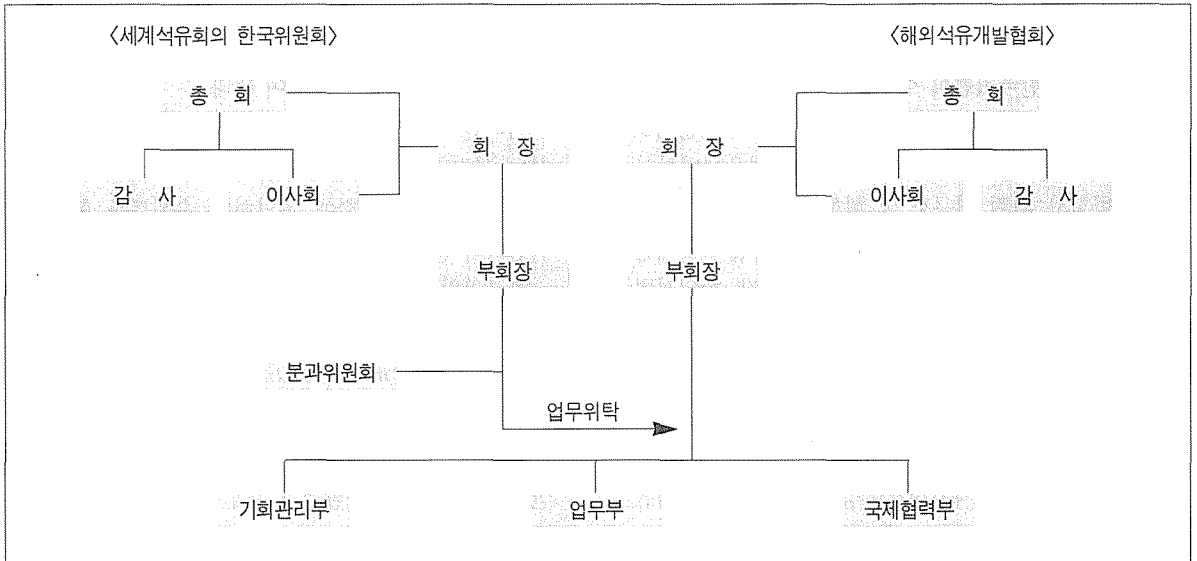 〈세계석유회의 한국위원회〉 〈해외석유개발협회〉
총 회 총 회
회 장 회 장
감 사 이사회 이사회 감 사
부회장 부회장
분과위원회
업무위탁
기회관리부 업무부 국제협력부